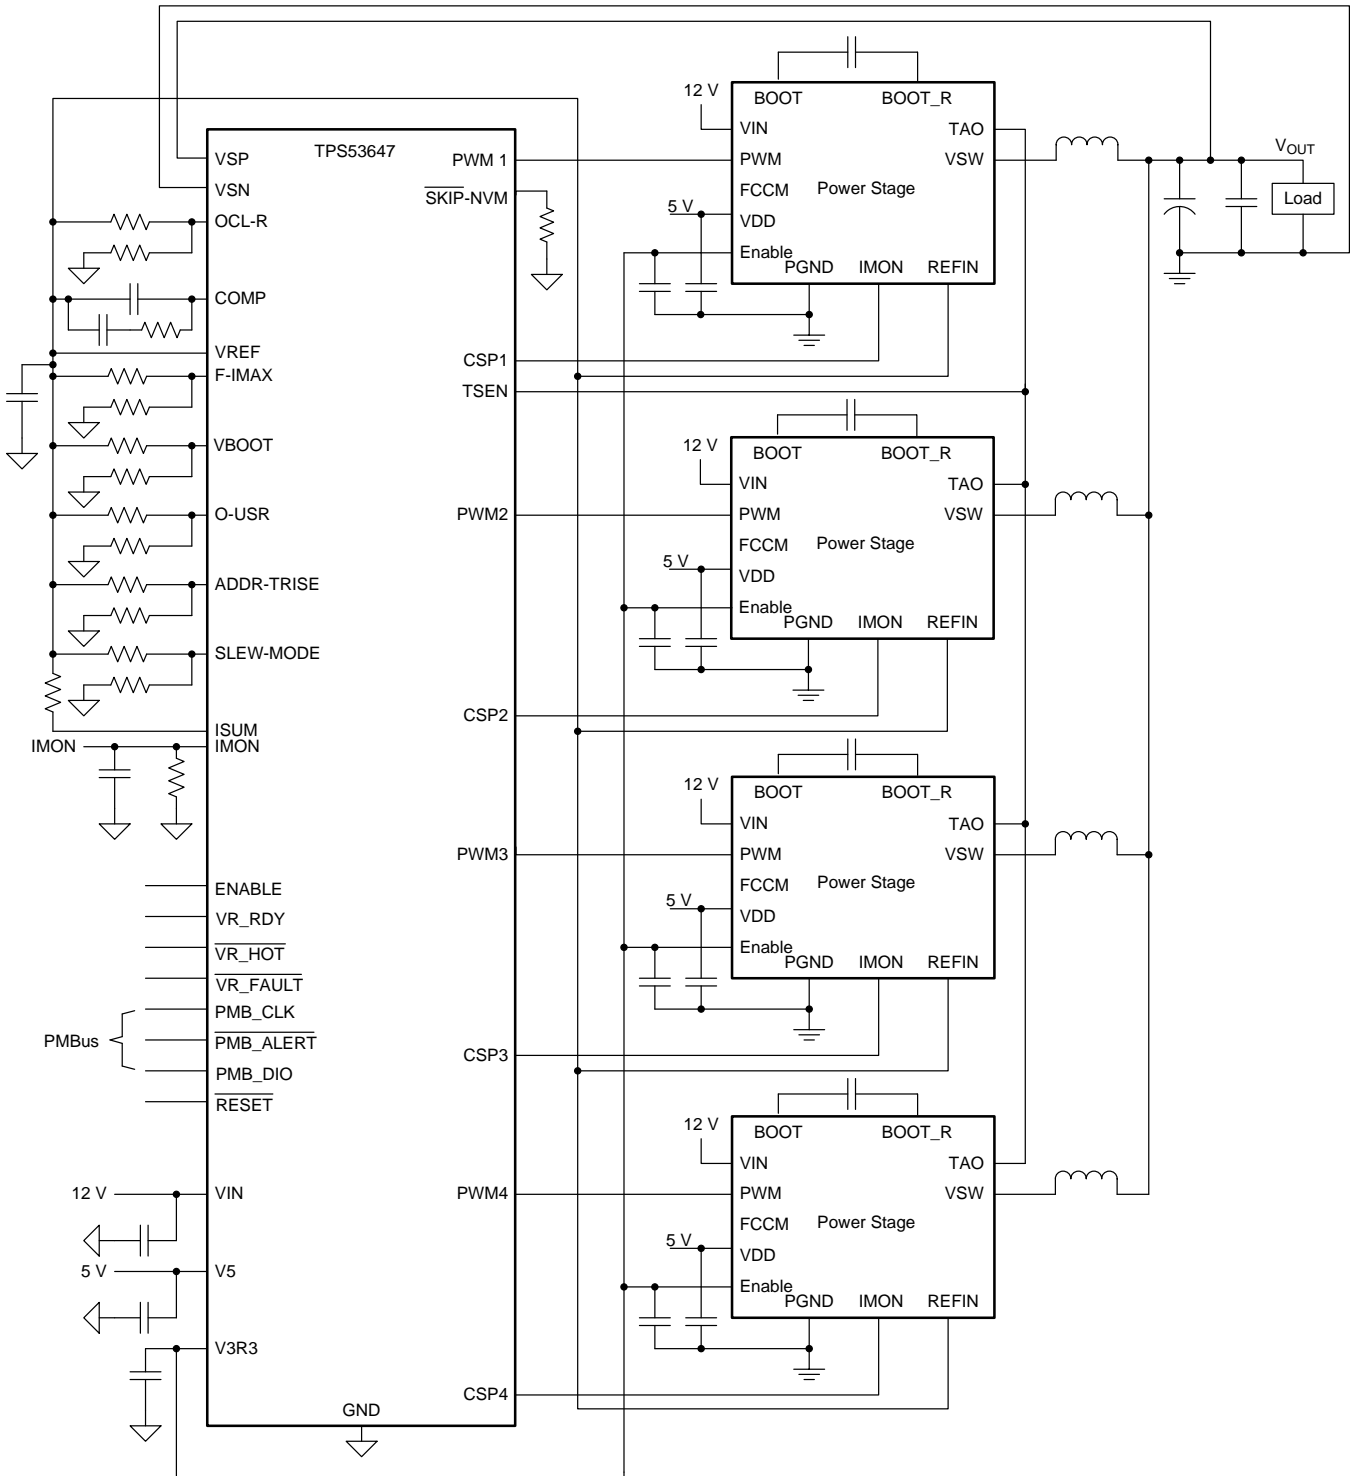 TPS53647
VSP
VSN
OCL-R
COMP
VREF
F-IMAX
VBOOT
O-USR
ADDR-TRISE
SLEW-MODE
ISUM
IMON
IMON
ENABLE
VR_RDY
VR_HOT
VR_FAULT
PMB_CLK
PMBus
PMB_ALERT
PMB_DIO
RESET
12 V
VIN
5 V
V5
V3R3
GND
PWM 1
SKIP-NVM
CSP1
TSEN
PWM2
CSP2
PWM3
CSP3
PWM4
CSP4
12 V
BOOT
BOOT_R
VIN
TAO
PWM
VSW
FCCM
Power Stage
5 V
VDD
Enable
PGND
IMON
REFIN
VOUT
Load
12 V
BOOT
BOOT_R
VIN
TAO
PWM
VSW
FCCM
Power Stage
5 V
VDD
Enable
PGND
IMON
REFIN
12 V
BOOT
BOOT_R
VIN
TAO
PWM
VSW
FCCM
Power Stage
5 V
VDD
Enable
PGND
IMON
REFIN
12 V
BOOT
BOOT_R
VIN
TAO
PWM
VSW
FCCM
Power Stage
5 V
VDD
Enable
PGND
IMON
REFIN